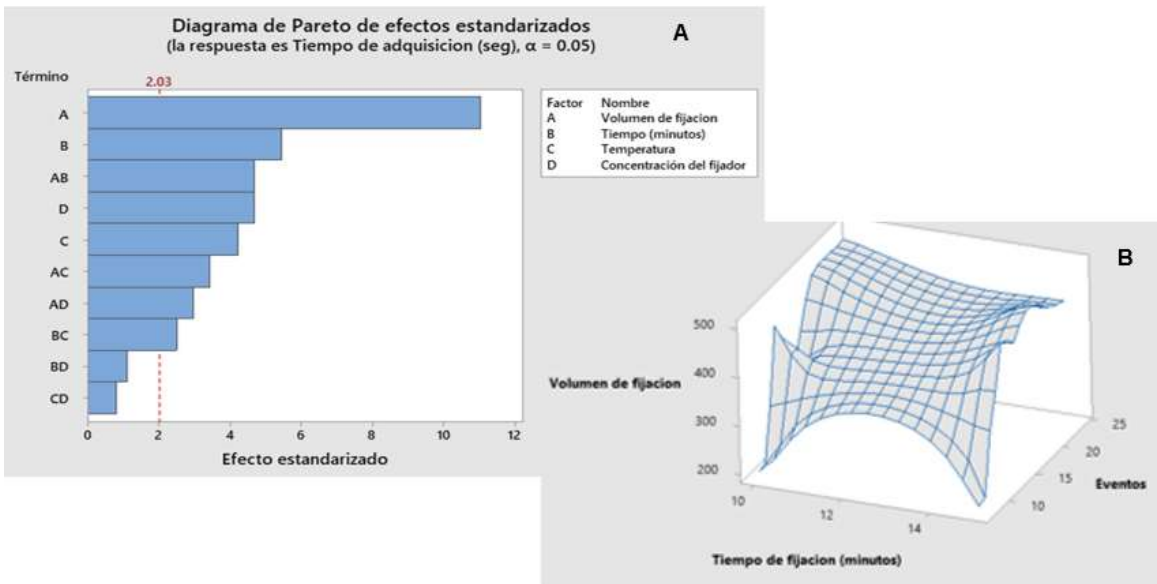 Diagrama de Pareto de efectos estandarizados
(la respuesta es Tiempo de adquisicion (seg), α = 0.05)
A
Término
2.03
A
B
AB
D
C
AC
AD
BC
BD
CD
0 2 4 6 8 10 12
Efecto estandarizado
Factor Nombre
A Volumen de fijacion
B Tiempo (minutos)
C Temperatura
D Concentración del fijador
B
500
400
300
200
Volumen de fijacion
10 12 14
Tiempo de fijacion (minutos)
25
20
15
10
Eventos